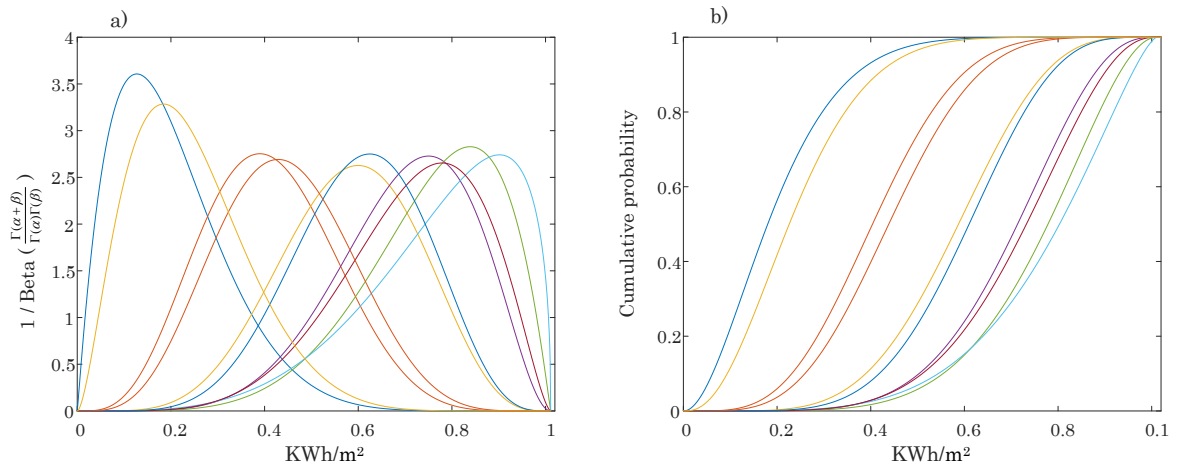 a)
4
3.5
3
2.5
2
1.5
1
0.5
0
0 0.2 0.4 0.6 0.8 1
KWh/m²
1 / Beta ( Γ(α+β) / Γ(α)Γ(β) )
b)
1
0.8
0.6
0.4
0.2
0
0 0.2 0.4 0.6 0.8 0.1
KWh/m²
Cumulative probability